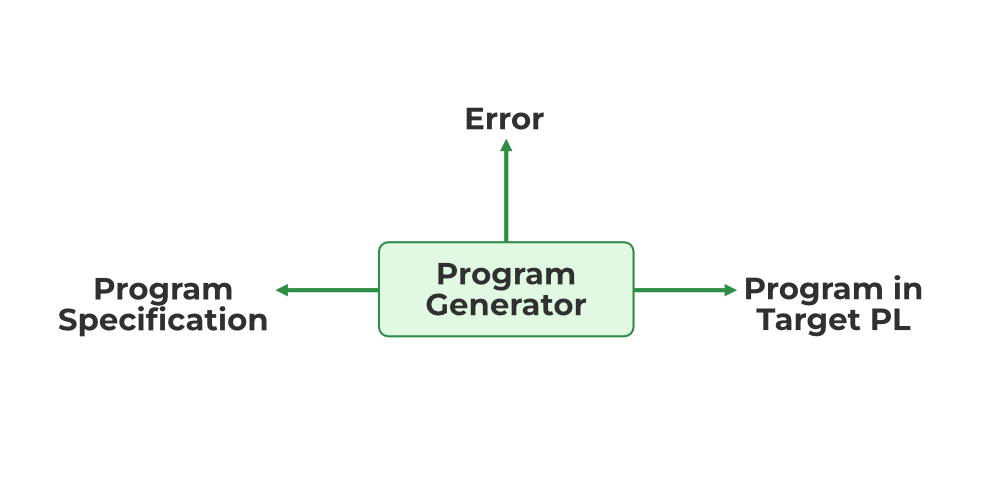 Error
Program
Specification
Program
Generator
Program in
Target PL